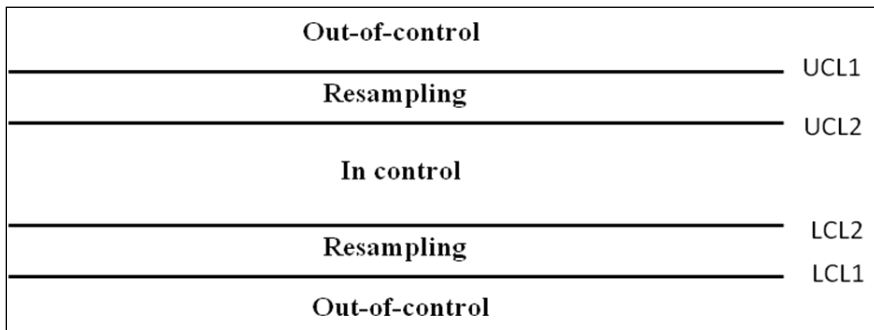 Out-of-control
UCL1
Resampling
UCL2
In control
LCL2
Resampling
LCL1
Out-of-control